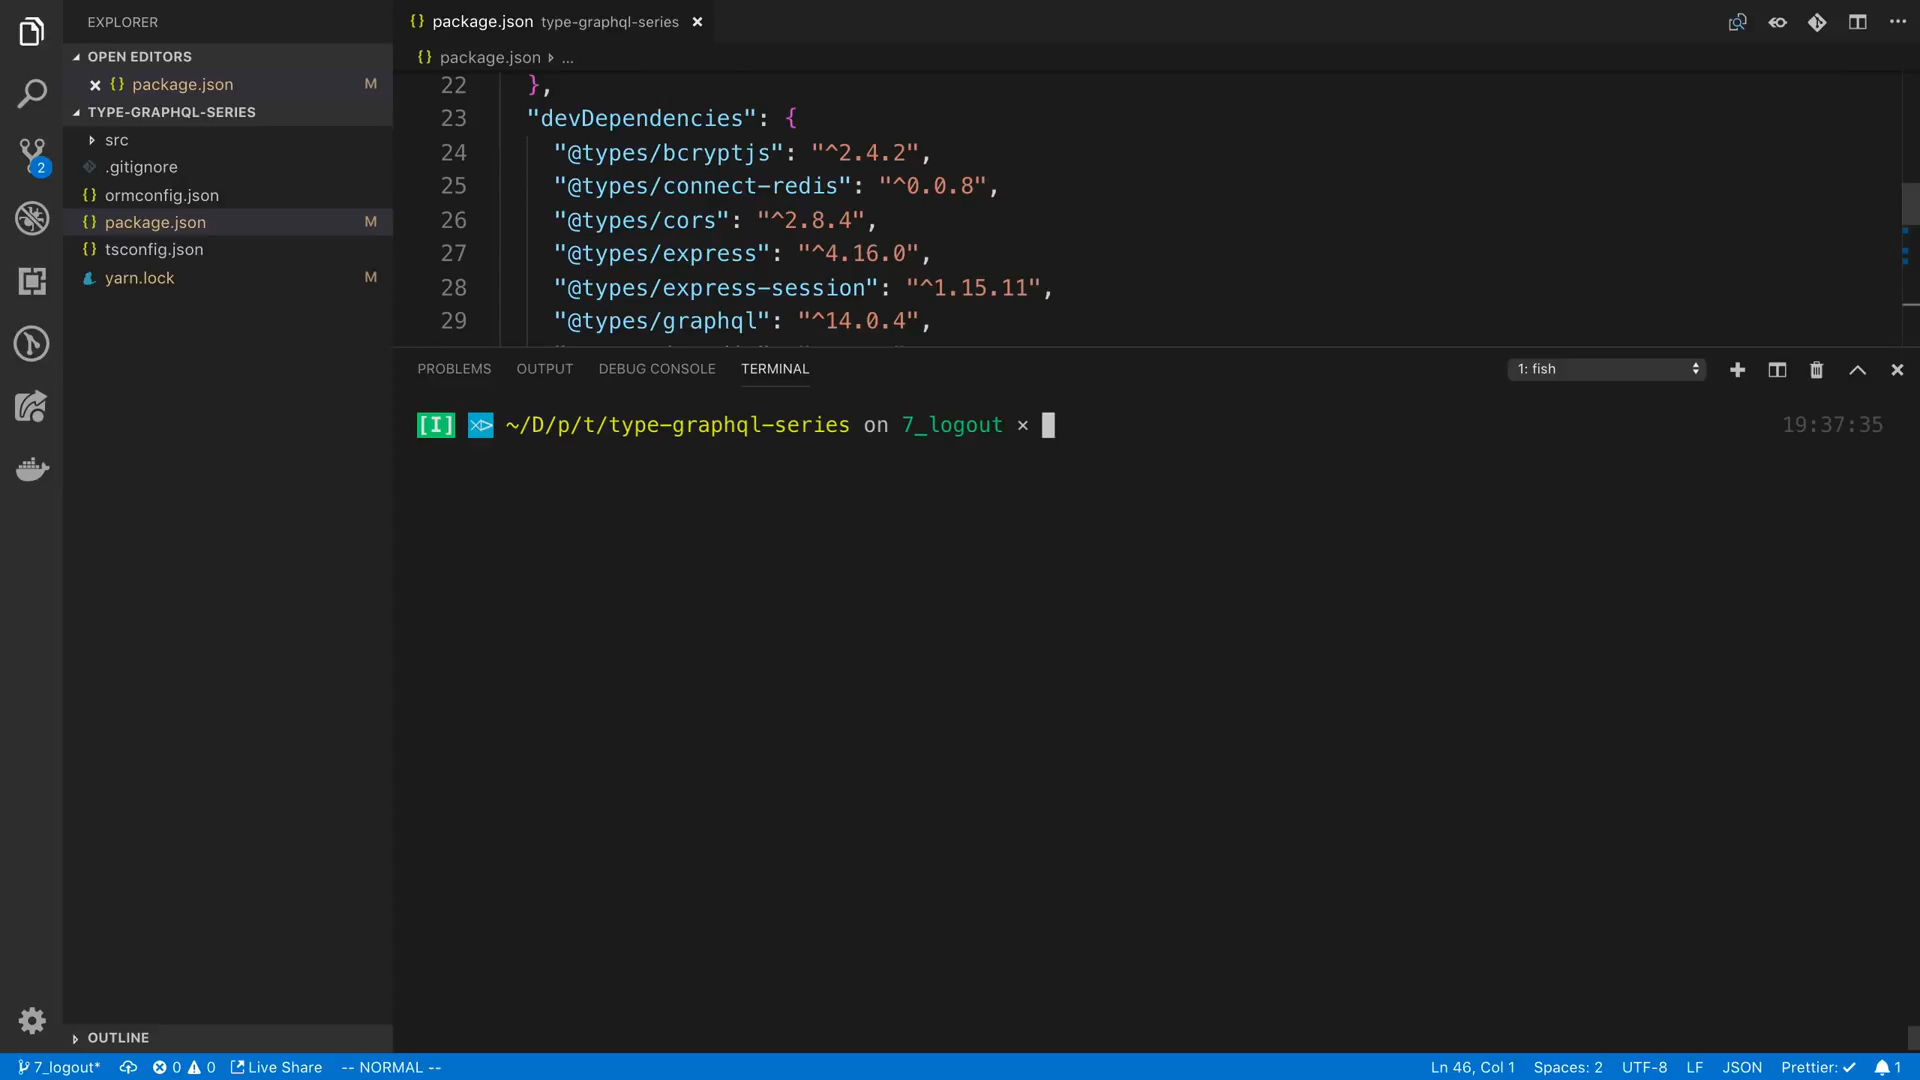 EXPLORER
OPEN EDITORS
package.json M
TYPE-GRAPHQL-SERIES
src
.gitignore
{} ormconfig.json
{} package.json M
{} tsconfig.json
yarn.lock M
OUTLINE
2
{} package.json type-graphql-series
{} package.json ...
22 },
23 "devDependencies": {
24 "@types/bcryptjs": "^2.4.2",
25 "@types/connect-redis": "^0.0.8",
26 "@types/cors": "^2.8.4",
27 "@types/express": "^4.16.0",
28 "@types/express-session": "^1.15.11",
29 "@types/graphql": "^14.0.4",
PROBLEMS OUTPUT DEBUG CONSOLE TERMINAL 1: fish
[I] ~/D/p/t/type-graphql-series on 7_logout × 19:37:35
7_logout* 0 0 Live Share -- NORMAL -- Ln 46, Col 1 Spaces: 2 UTF-8 LF JSON Prettier: ✓ 1